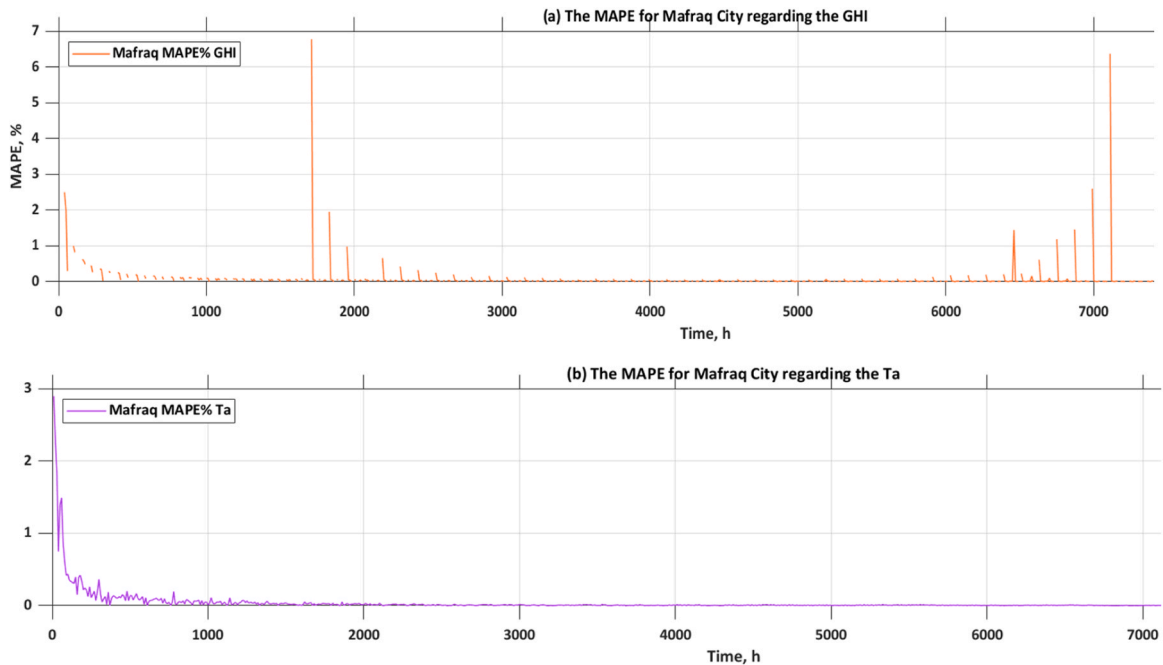 (a) The MAPE for Mafraq City regarding the GHI
7
6
5
4
3
2
1
0
MAPE, %
Mafraq MAPE% GHI
0 1000 2000 3000 4000 5000 6000 7000
Time, h
(b) The MAPE for Mafraq City regarding the Ta
3
2
1
0
Mafraq MAPE% Ta
0 1000 2000 3000 4000 5000 6000 7000
Time, h